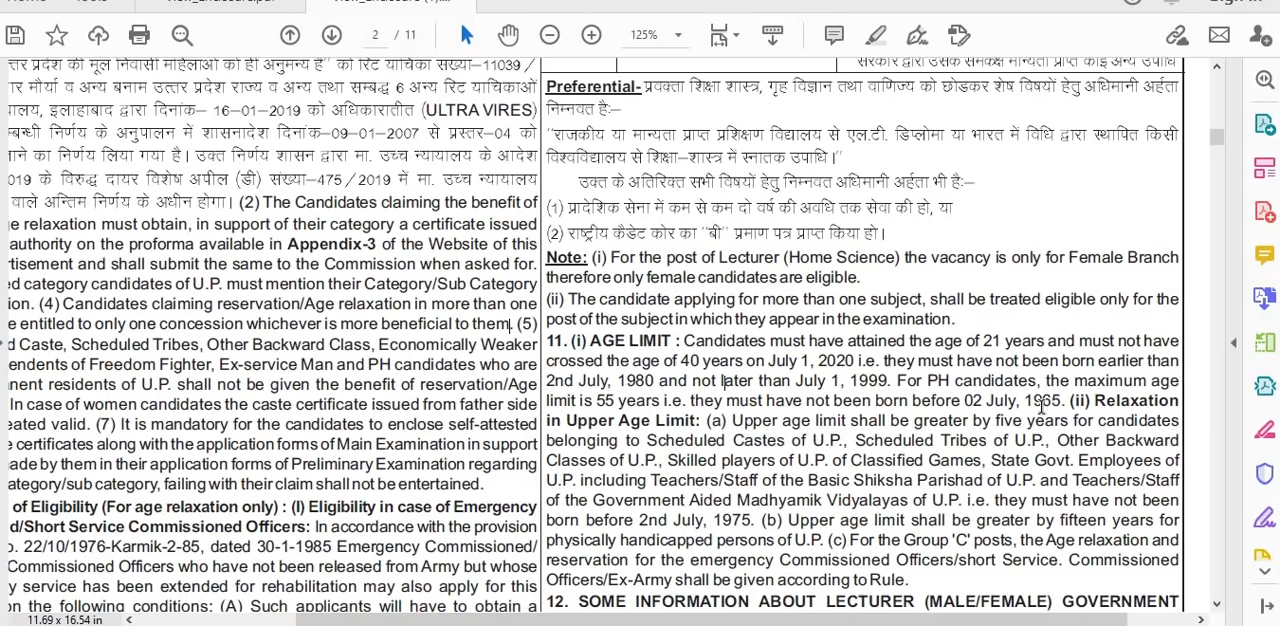 2 / 11
125%
त्तर प्रदेश की मूल निवासी महिलाओं को ही अनुमन्य है" को रिट याचिका संख्या–11039 /
ार मौर्या व अन्य बनाम उत्तर प्रदेश राज्य व अन्य तथा सम्बद्ध 6 अन्य रिट याचिकाओं
ालय, इलाहाबाद द्वारा दिनांक– 16-01-2019 को अधिकारातीत (ULTRA VIRES)
म्बन्धी निर्णय के अनुपालन में शासनादेश दिनांक–09-01-2007 से प्रस्तर–04 को
ाने का निर्णय लिया गया है। उक्त निर्णय शासन द्वारा मा. उच्च न्यायालय के आदेश
019 के विरुद्ध दायर विशेष अपील (डी) संख्या–475/2019 में मा. उच्च न्यायालय
वाले अन्तिम निर्णय के अधीन होगा। (2) The Candidates claiming the benefit of
e relaxation must obtain, in support of their category a certificate issued
authority on the proforma available in Appendix-3 of the Website of this
rtisement and shall submit the same to the Commission when asked for.
ed category candidates of U.P. must mention their Category/Sub Category
tion. (4) Candidates claiming reservation/Age relaxation in more than one
e entitled to only one concession whichever is more beneficial to them. (5)
d Caste, Scheduled Tribes, Other Backward Class, Economically Weaker
endents of Freedom Fighter, Ex-service Man and PH candidates who are
nent residents of U.P. shall not be given the benefit of reservation/Age
In case of women candidates the caste certificate issued from father side
eated valid. (7) It is mandatory for the candidates to enclose self-attested
e certificates along with the application forms of Main Examination in support
ade by them in their application forms of Preliminary Examination regarding
ategory/sub category, failing with their claim shall not be entertained.
of Eligibility (For age relaxation only) : (I) Eligibility in case of Emergency
d/Short Service Commissioned Officers: In accordance with the provision
o. 22/10/1976-Karmik-2-85, dated 30-1-1985 Emergency Commissioned/
Commissioned Officers who have not been released from Army but whose
y service has been extended for rehabilitation may also apply for this
on the following conditions: (A) Such applicants will have to obtain a
सरकार द्वारा उसके समकक्ष मान्यता प्राप्त कोई अन्य उपाधि
Preferential- प्रवक्ता शिक्षा शास्त्र, गृह विज्ञान तथा वाणिज्य को छोडकर शेष विषयों हेतु अधिमानी अर्हता
निम्नवत है:–
"राजकीय या मान्यता प्राप्त प्रशिक्षण विद्यालय से एल.टी. डिप्लोमा या भारत में विधि द्वारा स्थापित किसी
विश्वविद्यालय से शिक्षा–शास्त्र में स्नातक उपाधि।"
उक्त के अतिरिक्त सभी विषयों हेतु निम्नवत अधिमानी अर्हता भी है:–
(1) प्रादेशिक सेना में कम से कम दो वर्ष की अवधि तक सेवा की हो, या
(2) राष्ट्रीय कैडेट कोर का "बी" प्रमाण पत्र प्राप्त किया हो।
Note: (i) For the post of Lecturer (Home Science) the vacancy is only for Female Branch
therefore only female candidates are eligible.
(ii) The candidate applying for more than one subject, shall be treated eligible only for the
post of the subject in which they appear in the examination.
11. (i) AGE LIMIT : Candidates must have attained the age of 21 years and must not have
crossed the age of 40 years on July 1, 2020 i.e. they must have not been born earlier than
2nd July, 1980 and not later than July 1, 1999. For PH candidates, the maximum age
limit is 55 years i.e. they must have not been born before 02 July, 1965. (ii) Relaxation
in Upper Age Limit: (a) Upper age limit shall be greater by five years for candidates
belonging to Scheduled Castes of U.P., Scheduled Tribes of U.P., Other Backward
Classes of U.P., Skilled players of U.P. of Classified Games, State Govt. Employees of
U.P. including Teachers/Staff of the Basic Shiksha Parishad of U.P. and Teachers/Staff
of the Government Aided Madhyamik Vidyalayas of U.P. i.e. they must have not been
born before 2nd July, 1975. (b) Upper age limit shall be greater by fifteen years for
physically handicapped persons of U.P. (c) For the Group 'C' posts, the Age relaxation and
reservation for the emergency Commissioned Officers/short Service. Commissioned
Officers/Ex-Army shall be given according to Rule.
12. SOME INFORMATION ABOUT LECTURER (MALE/FEMALE) GOVERNMENT
11.69 x 16.54 in